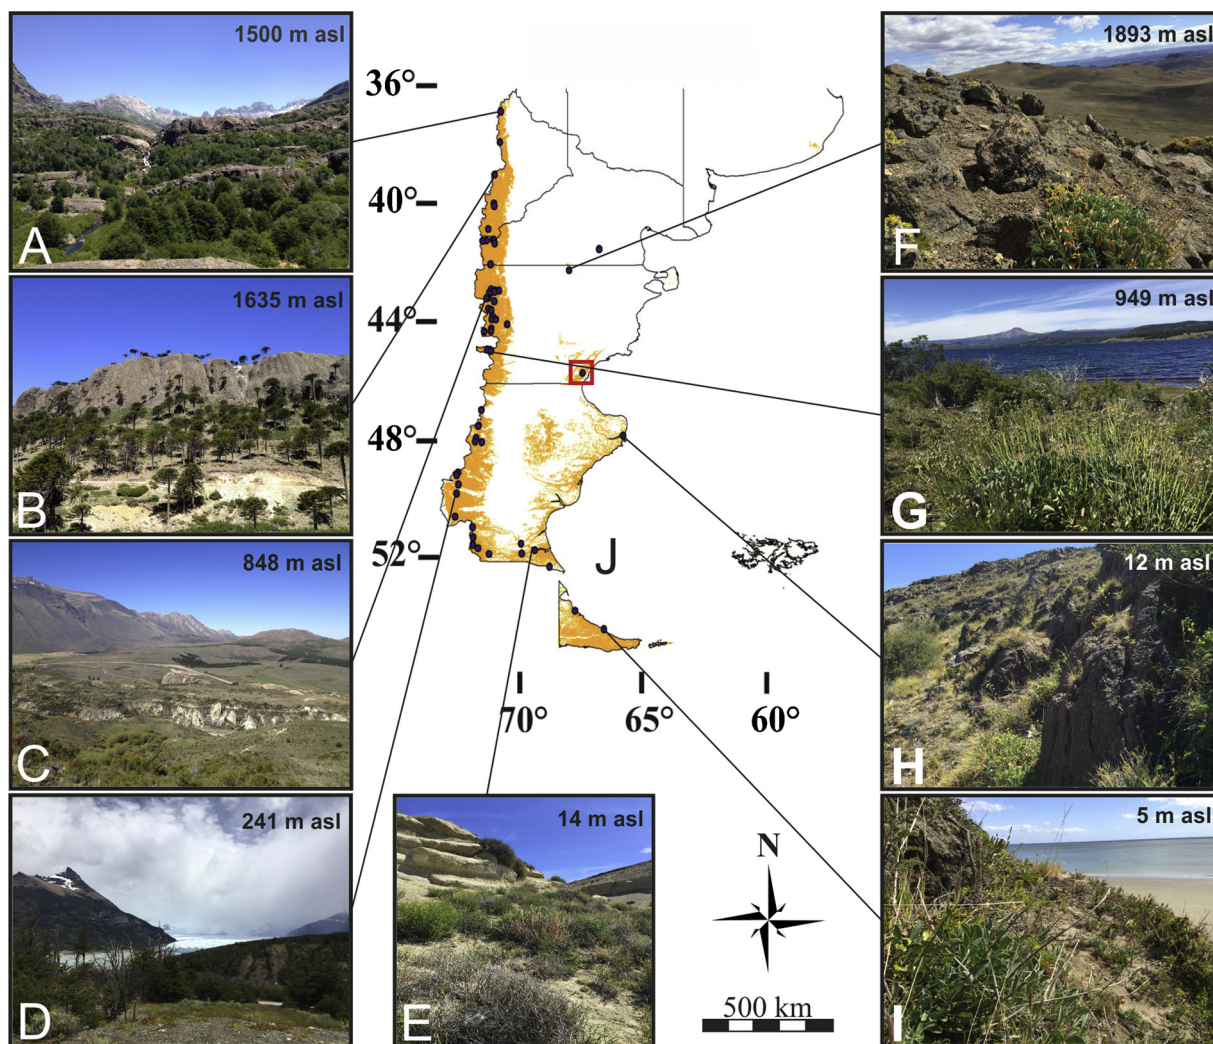 1500 m asl
A
1635 m asl
B
848 m asl
C
241 m asl
D
14 m asl
E
1893 m asl
F
949 m asl
G
12 m asl
H
5 m asl
I
36°
40°
44°
48°
52°
J
70°
65°
60°
N
500 km